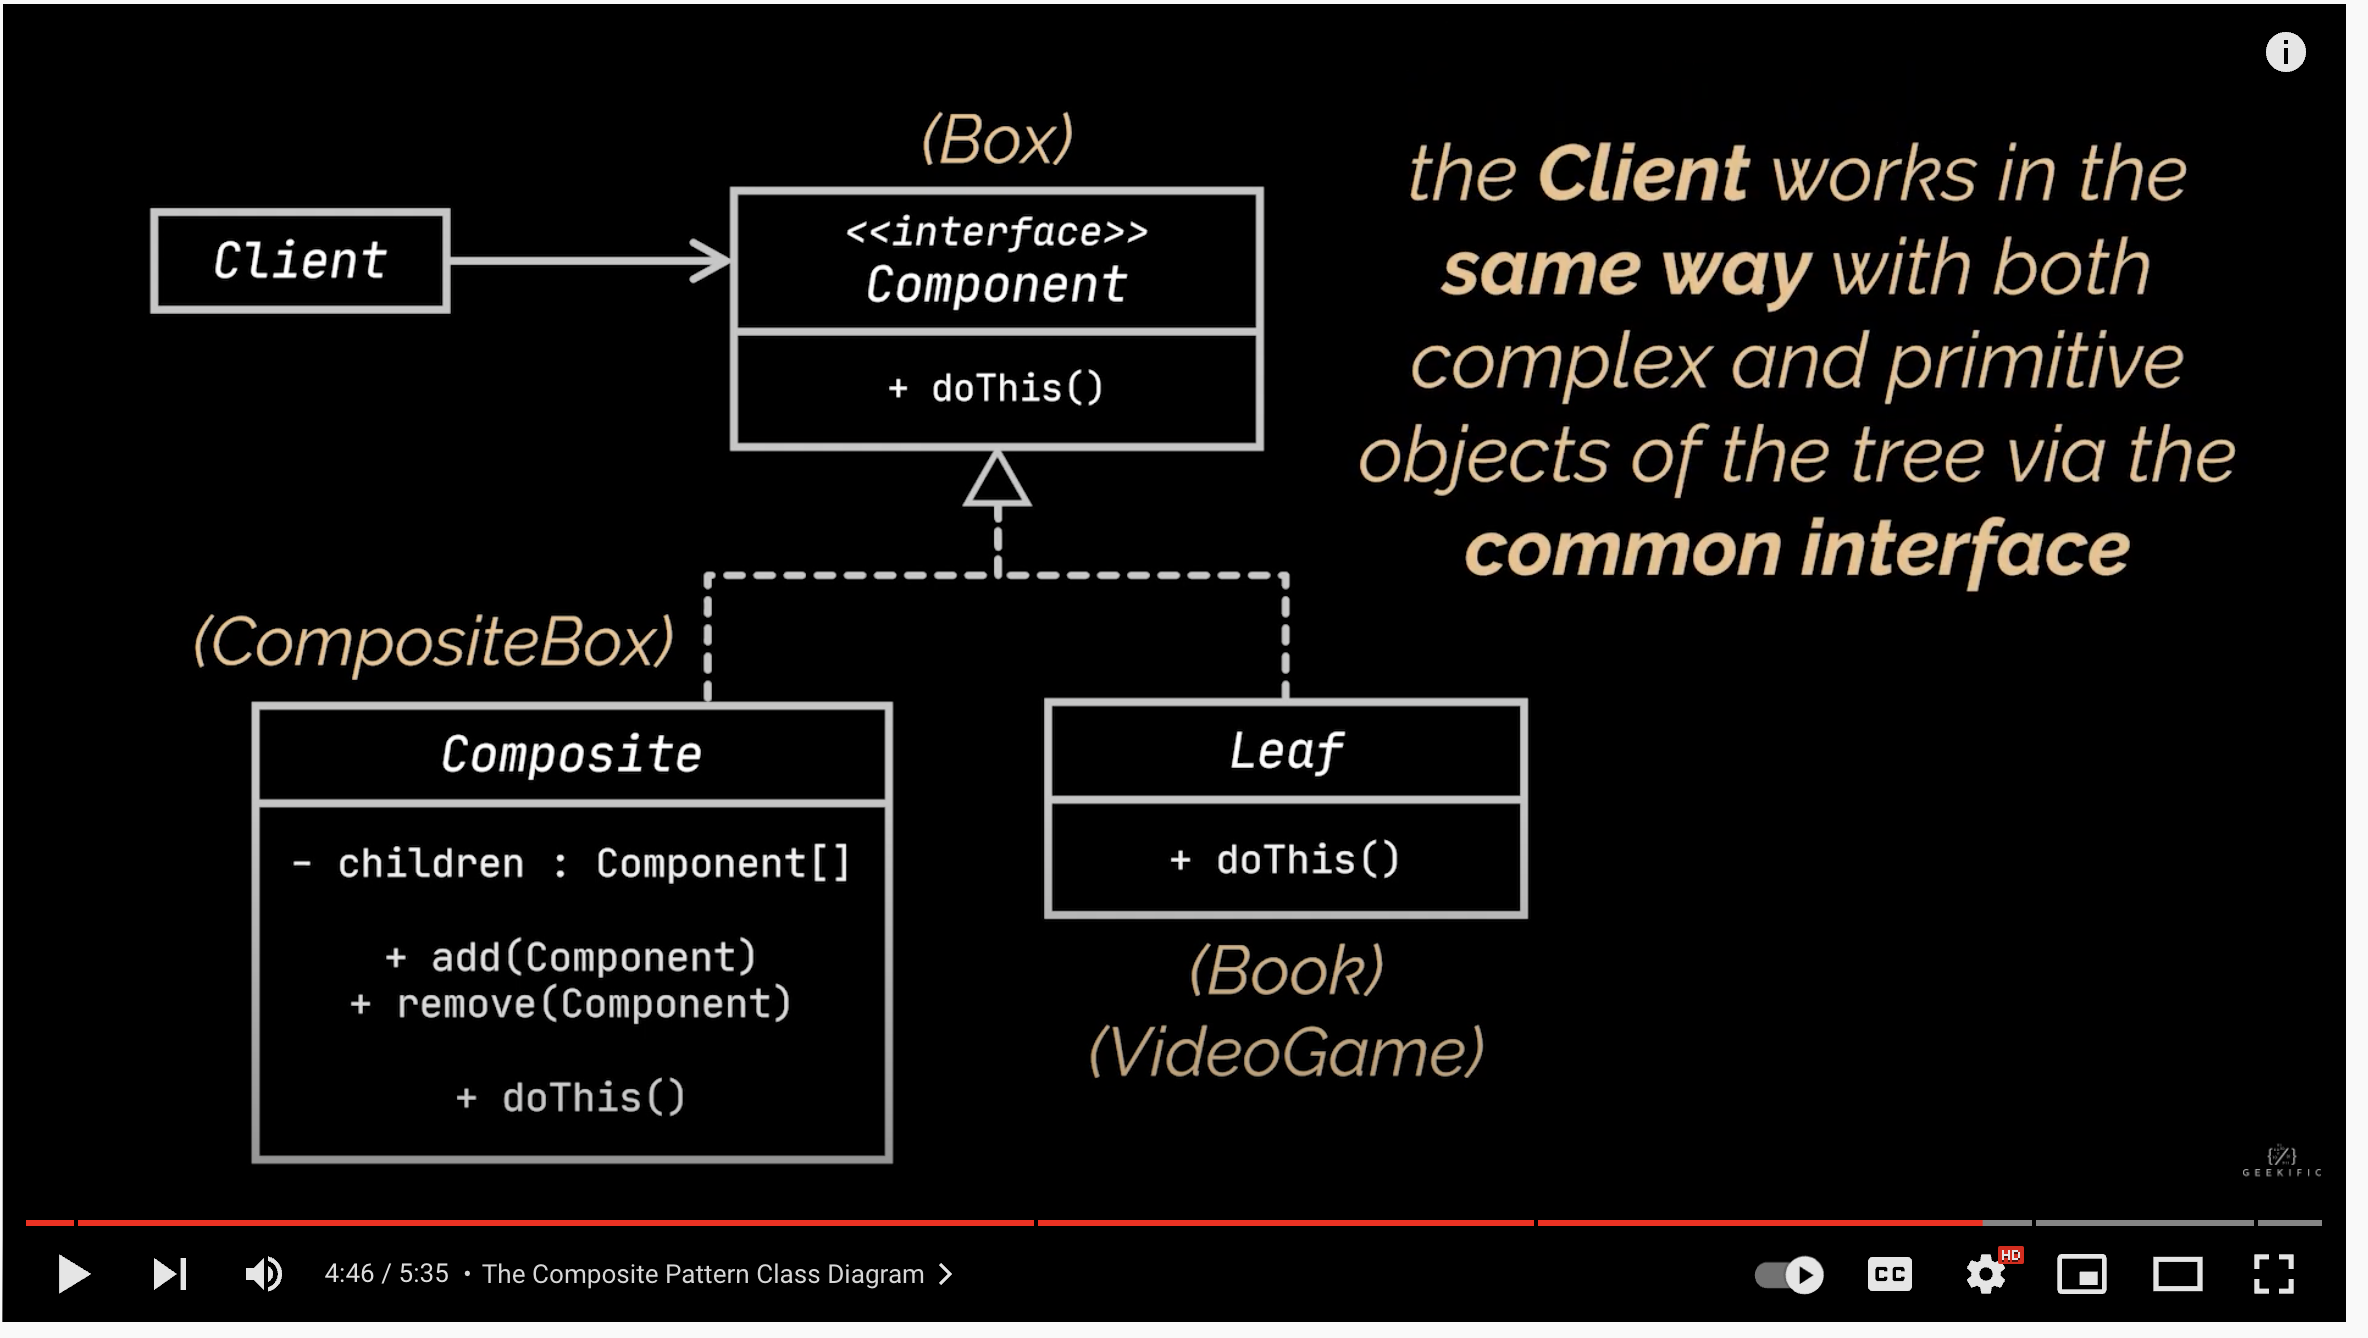 (Box)
the Client works in the
same way with both
complex and primitive
objects of the tree via the
common interface
Client
<<interface>>
Component
+ doThis()
(CompositeBox)
Composite
- children : Component[]
+ add(Component)
+ remove(Component)
+ doThis()
Leaf
+ doThis()
(Book)
(VideoGame)
GEEKIFIC
4:46 / 5:35 • The Composite Pattern Class Diagram
CC
HD